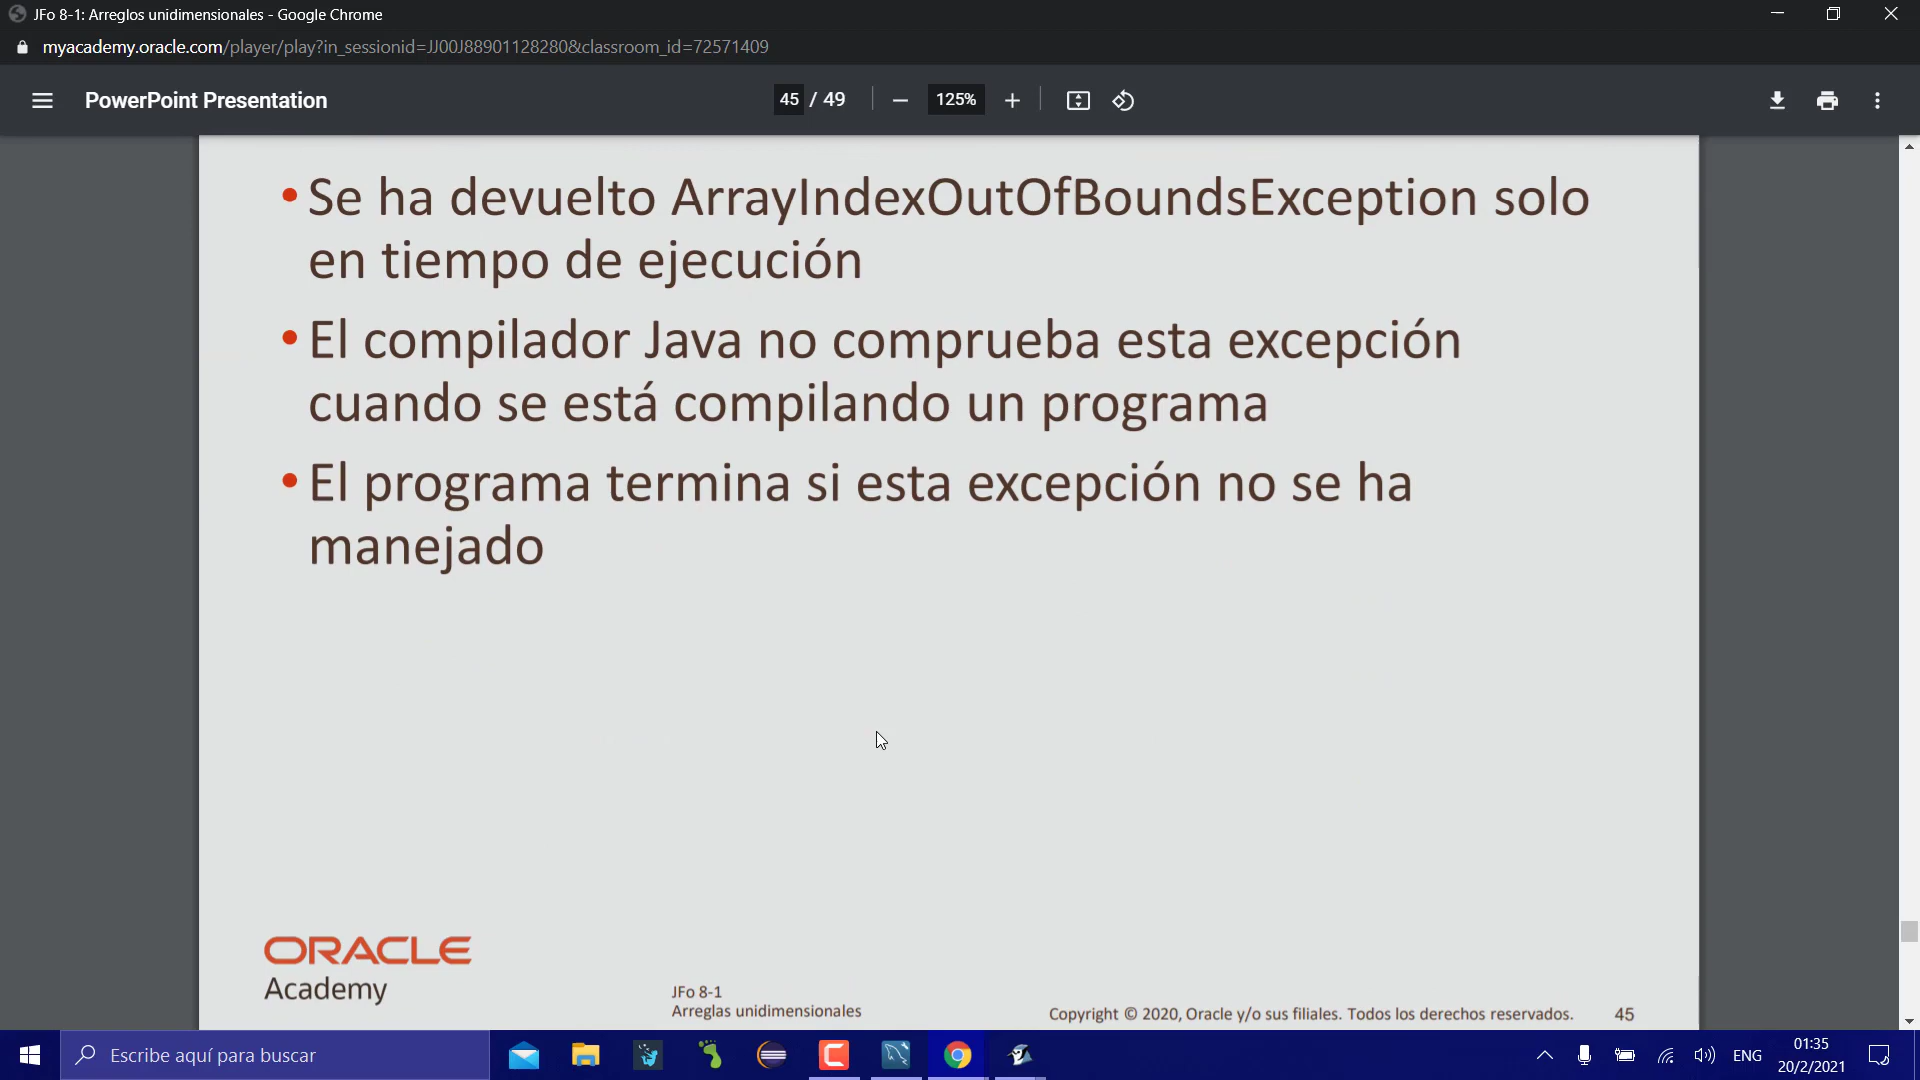 JFo 8-1: Arreglos unidimensionales - Google Chrome
myacademy.oracle.com/player/play?in_sessionid=JJ00J88901128280&classroom_id=72571409
PowerPoint Presentation
45 / 49
125%
• Se ha devuelto ArrayIndexOutOfBoundsException solo
en tiempo de ejecución
• El compilador Java no comprueba esta excepción
cuando se está compilando un programa
• El programa termina si esta excepción no se ha
manejado
ORACLE
Academy
JFo 8-1
Arreglas unidimensionales
Copyright © 2020, Oracle y/o sus filiales. Todos los derechos reservados.
45
Escribe aquí para buscar
ENG
01:35
20/2/2021